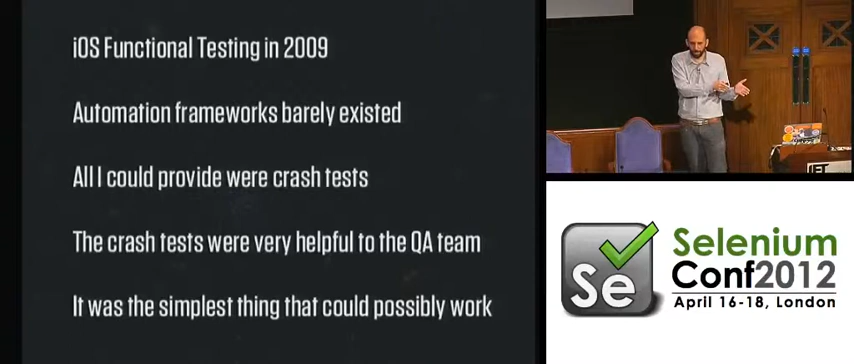 iOS Functional Testing in 2009
Automation frameworks barely existed
All I could provide were crash tests
The crash tests were very helpful to the QA team
It was the simplest thing that could possibly work
IET
Se
Selenium
Conf2012
April 16-18, London